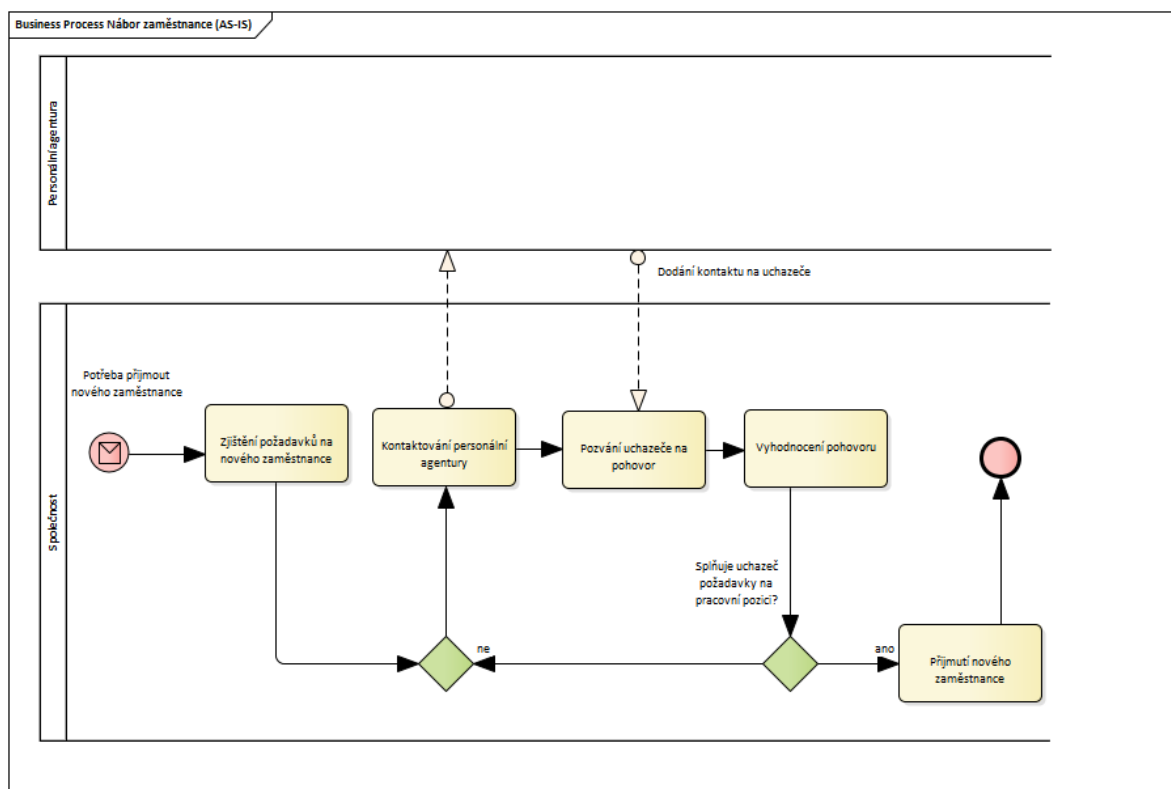 Business Process Nábor zaměstnance (AS-IS)
Personální agentura
Dodání kontaktu na uchazeče
Společnost
Potřeba přijmout
nového zaměstnance
Zjištění požadavků na
nového zaměstnance
Kontaktování personální
agentury
Pozvání uchazeče na
pohovor
Vyhodnocení pohovoru
Splňuje uchazeč
požadavky na
pracovní pozici?
ne
ano
Přijmutí nového
zaměstnance